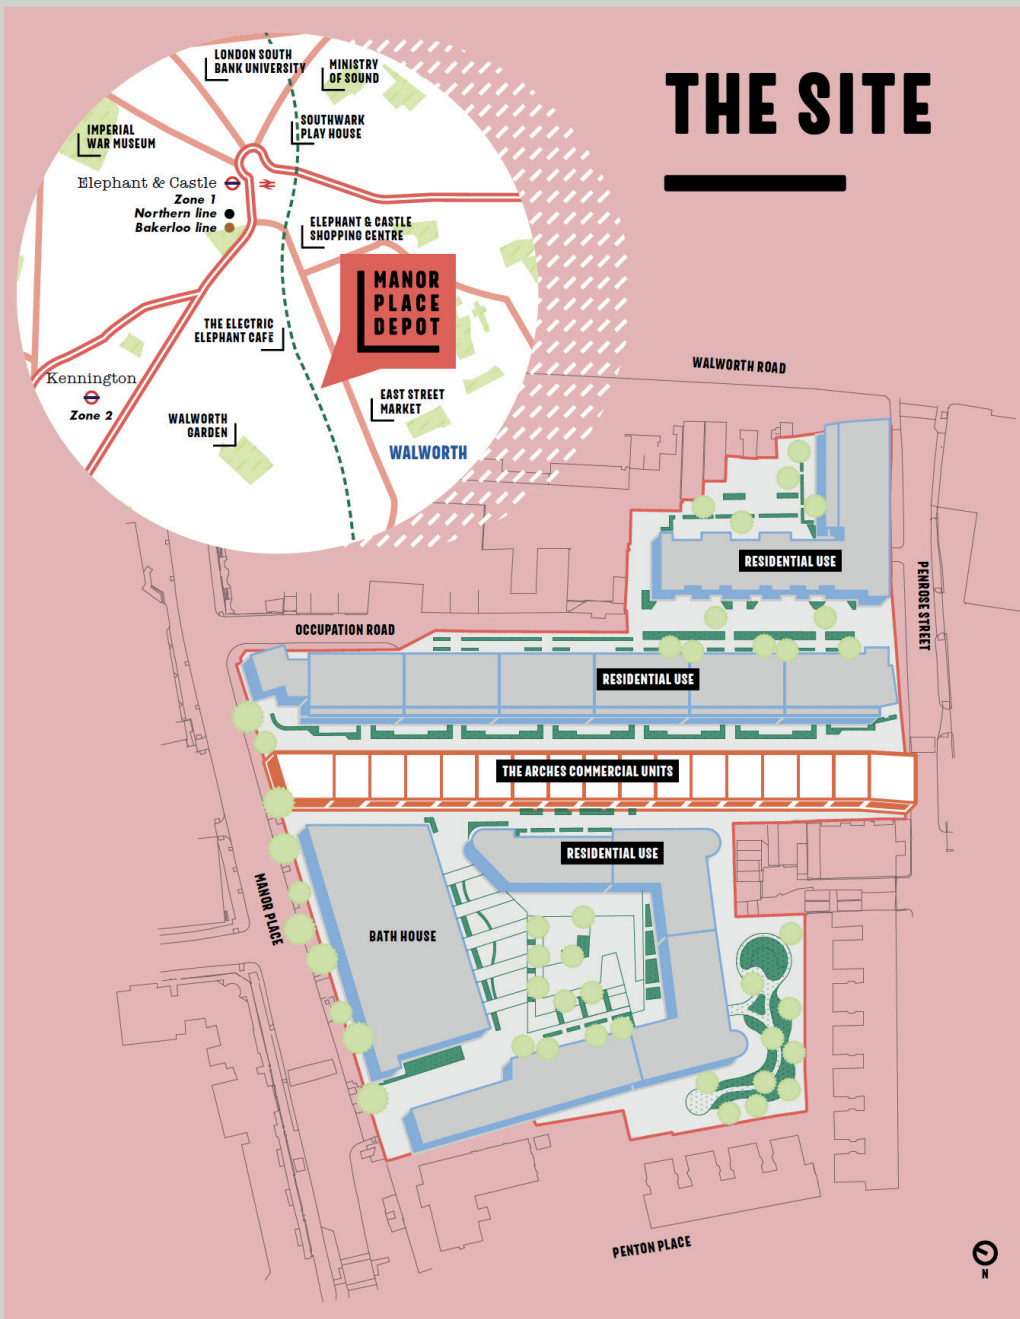 THE SITE
LONDON SOUTH
BANK UNIVERSITY
MINISTRY
OF SOUND
SOUTHWARK
PLAY HOUSE
IMPERIAL
WAR MUSEUM
Elephant & Castle
Zone 1
Northern line
Bakerloo line
ELEPHANT & CASTLE
SHOPPING CENTRE
MANOR
PLACE
DEPOT
THE ELECTRIC
ELEPHANT CAFE
Kennington
Zone 2
WALWORTH
GARDEN
EAST STREET
MARKET
WALWORTH
WALWORTH ROAD
RESIDENTIAL USE
PENROSE STREET
OCCUPATION ROAD
RESIDENTIAL USE
THE ARCHES COMMERCIAL UNITS
RESIDENTIAL USE
MANOR PLACE
BATH HOUSE
PENTON PLACE
N